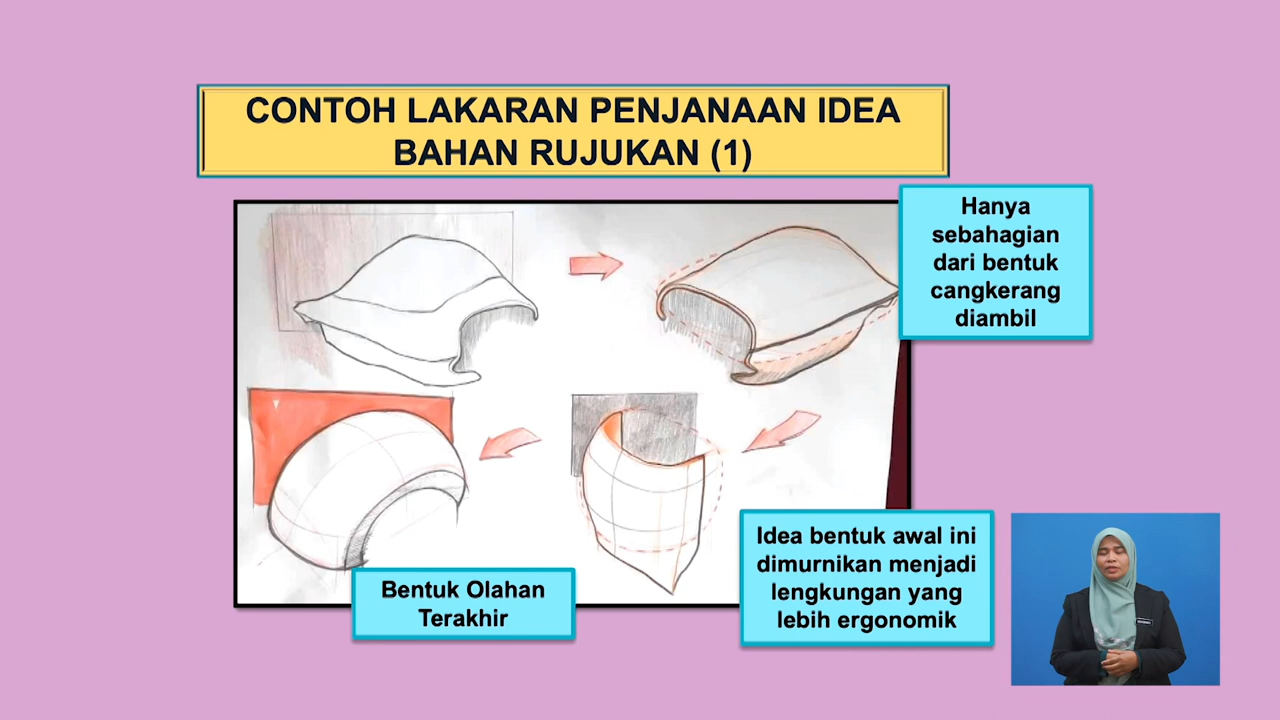 CONTOH LAKARAN PENJANAAN IDEA
BAHAN RUJUKAN (1)
Hanya
sebahagian
dari bentuk
cangkerang
diambil
Idea bentuk awal ini
dimurnikan menjadi
lengkungan yang
lebih ergonomik
Bentuk Olahan
Terakhir